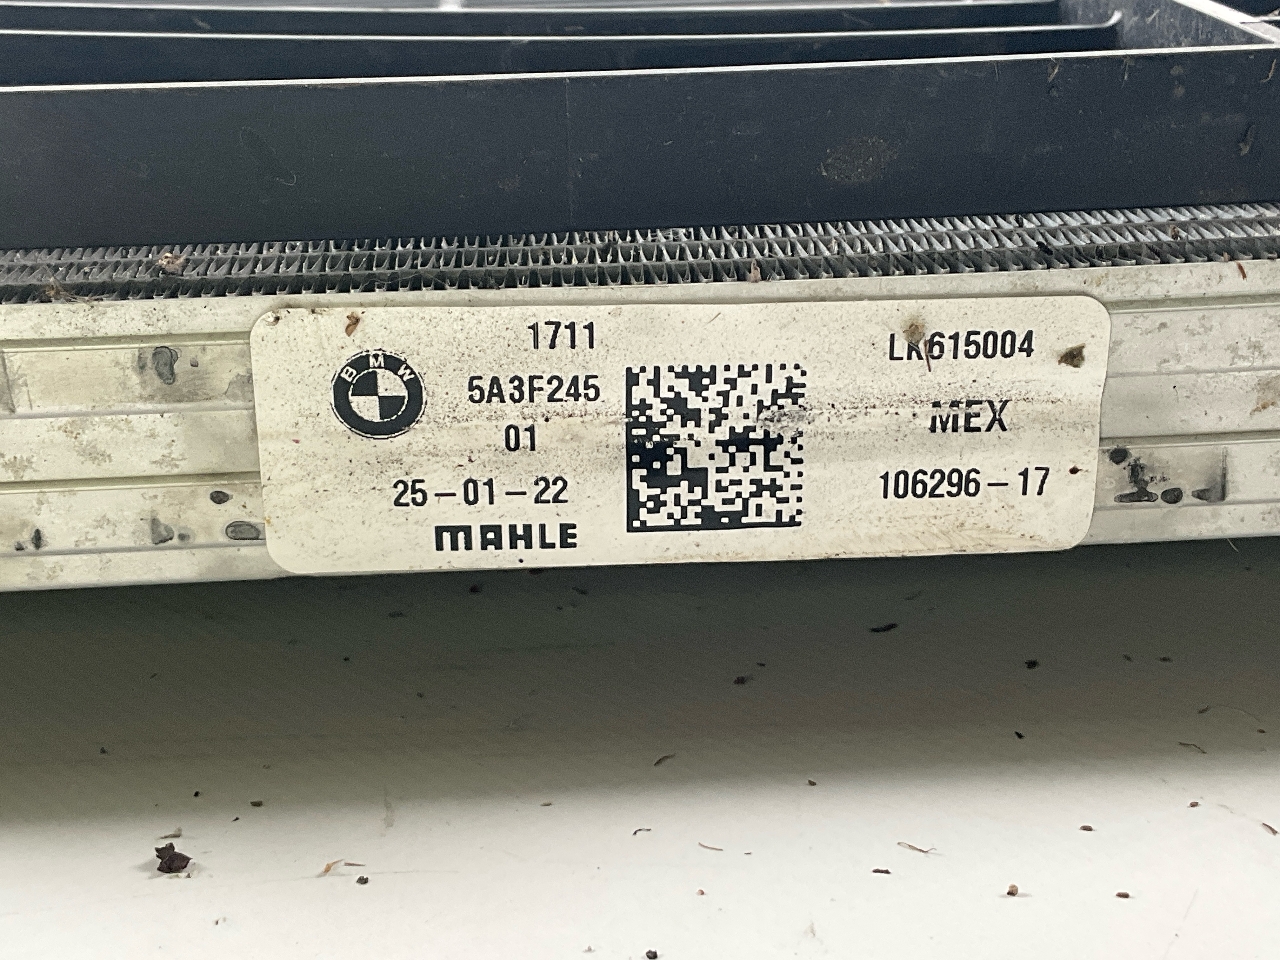 1711
BMW
5A3F245
01
25-01-22
MAHLE
LK615004
MEX
106296-17